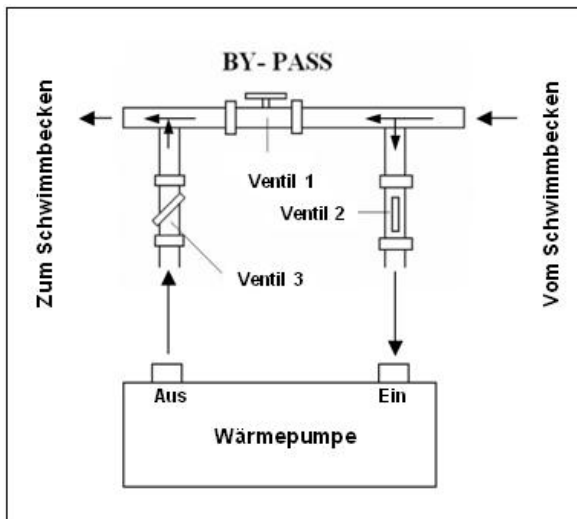 BY- PASS
Zum Schwimmbecken
Vom Schwimmbecken
Ventil 1
Ventil 2
Ventil 3
Aus
Ein
Wärmepumpe